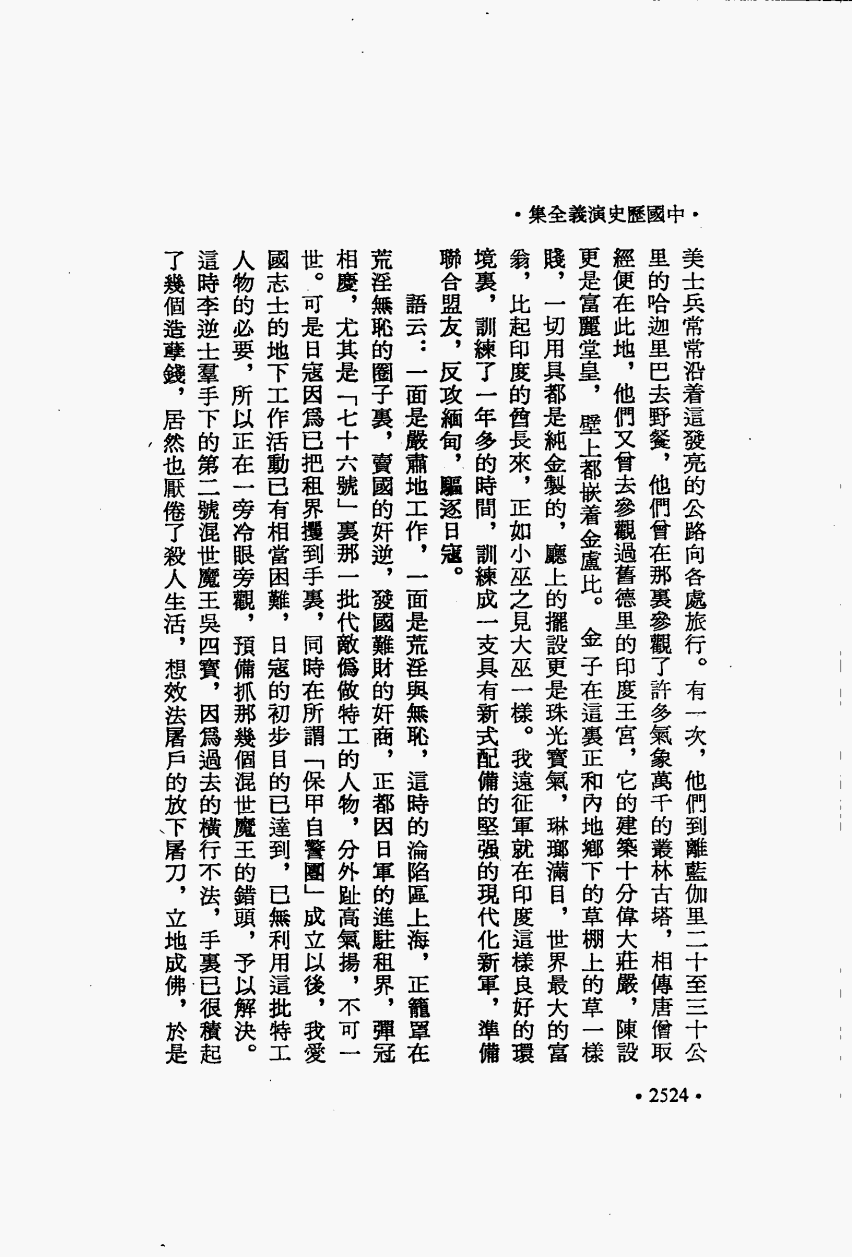 •中國歷史演義全集•
美士兵常常沿着這發亮的公路向各處旅行。有一次，他們到離藍伽里二十至三十公
里的哈迦里巴去野餐，他們曾在那裏參觀了許多氣象萬千的叢林古塔，相傳唐僧取
經便在此地，他們又曾去參觀過舊德里的印度王宮，它的建築十分偉大莊嚴，陳設
更是富麗堂皇，壁上都嵌着金盧比。金子在這裏正和內地鄉下的草棚上的草一樣
賤，一切用具都是純金製的，廳上的擺設更是珠光寶氣，琳瑯滿目，世界最大的富
翁，比起印度的酋長來，正如小巫之見大巫一樣。我遠征軍就在印度這樣良好的環
境裏，訓練了一年多的時間，訓練成一支具有新式配備的堅強的現代化新軍，準備
聯合盟友，反攻緬甸，驅逐日寇。
語云：一面是嚴肅地工作，一面是荒淫與無恥，這時的淪陷區上海，正籠罩在
荒淫無恥的圈子裏，賣國的奸逆，發國難財的奸商，正都因日軍的進駐租界，彈冠
相慶，尤其是「七十六號」裏那一批代敵僞做特工的人物，分外趾高氣揚，不可一
世。可是日寇因爲已把租界攫到手裏，同時在所謂「保甲自警團」成立以後，我愛
國志士的地下工作活動已有相當困難，日寇的初步目的已達到，已無利用這批特工
人物的必要，所以正在一旁冷眼旁觀，預備抓那幾個混世魔王的錯頭，予以解決。
這時李逆士羣手下的第二號混世魔王吳四寶，因爲過去的橫行不法，手裏已很積起
了幾個造孽錢，居然也厭倦了殺人生活，想效法屠戶的放下屠刀，立地成佛，於是
•2524•